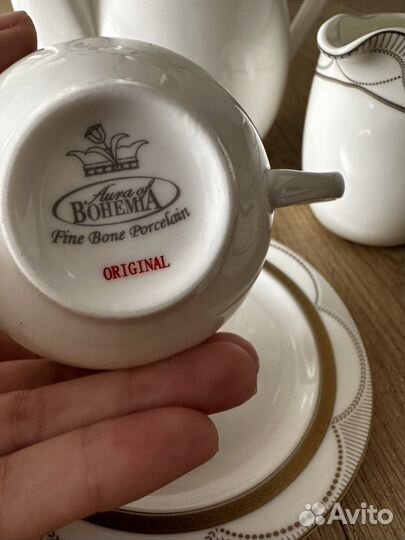 Aura of
BOHEMIA
Fine Bone Porcelain
ORIGINAL
Avito